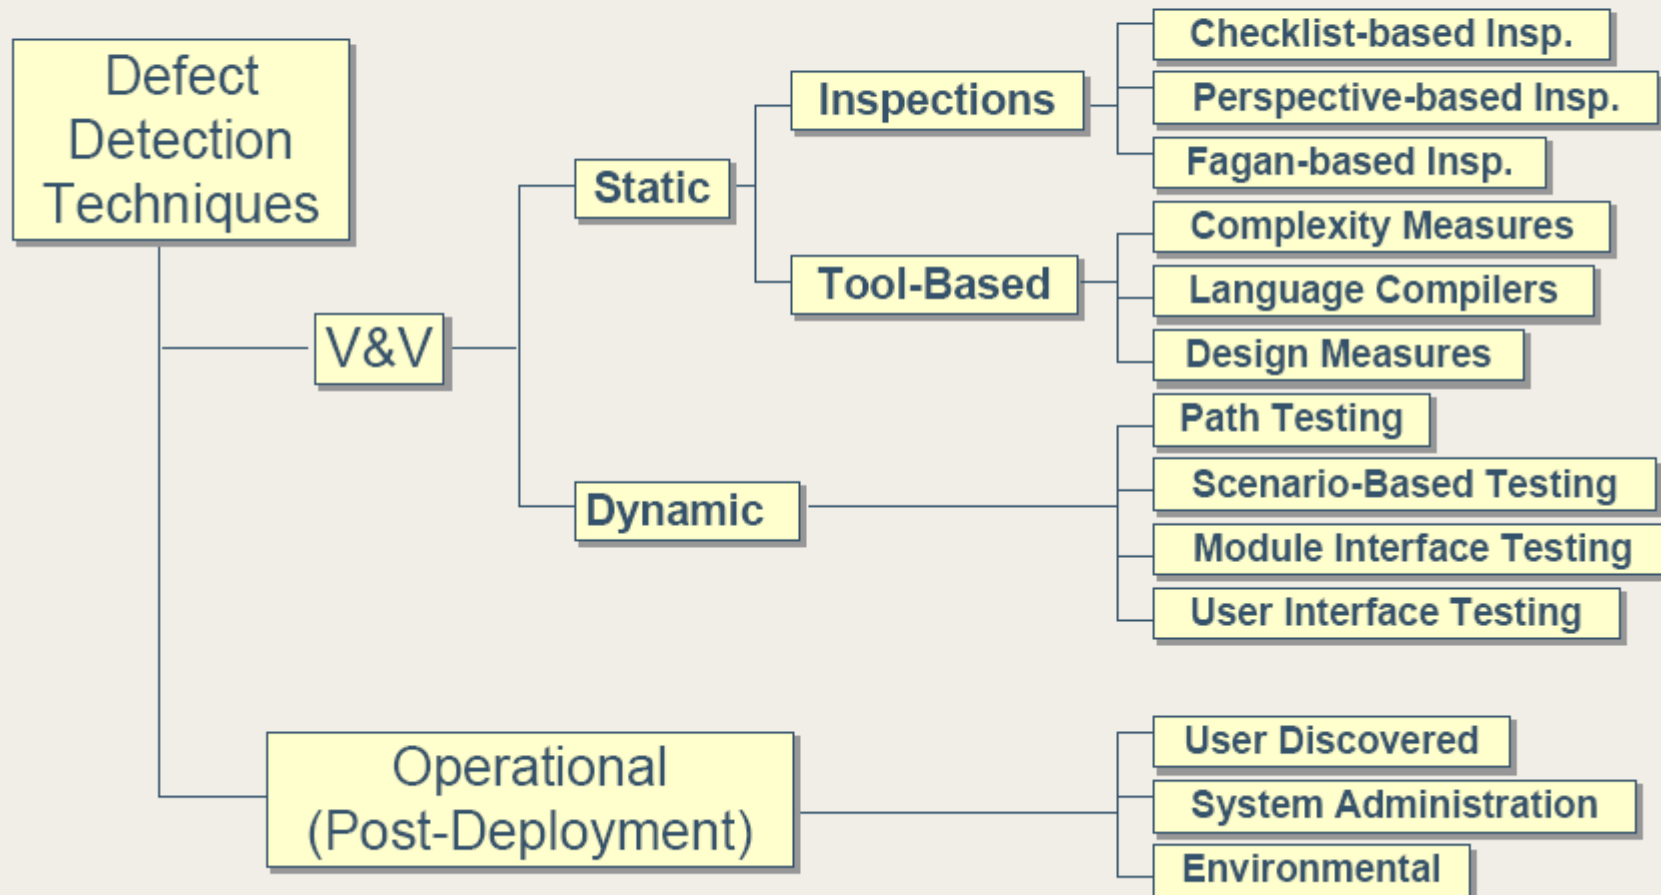 Defect
Detection
Techniques
V&V
Static
Inspections
Checklist-based Insp.
Perspective-based Insp.
Fagan-based Insp.
Tool-Based
Complexity Measures
Language Compilers
Design Measures
Dynamic
Path Testing
Scenario-Based Testing
Module Interface Testing
User Interface Testing
Operational
(Post-Deployment)
User Discovered
System Administration
Environmental